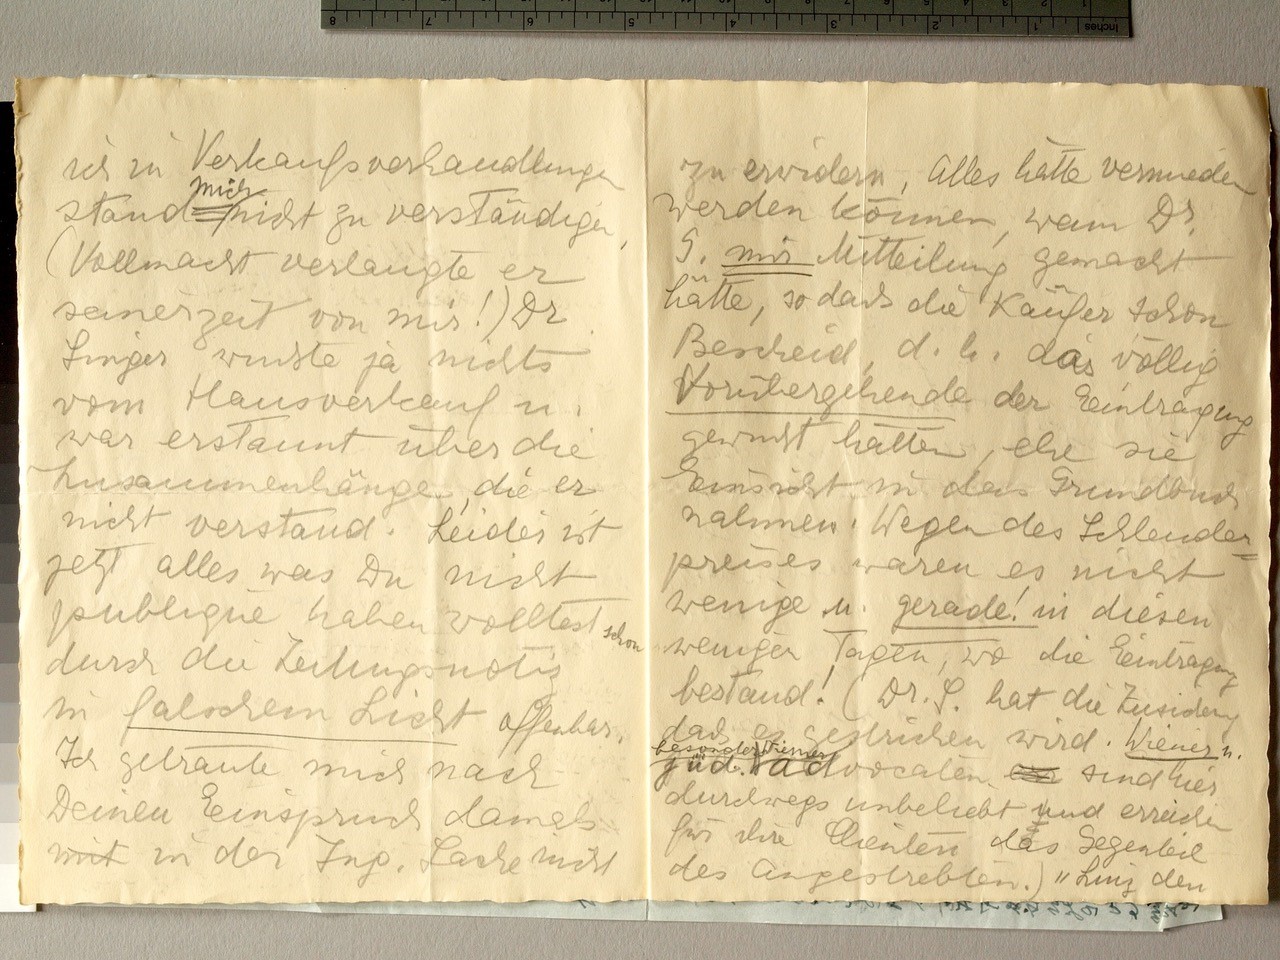 ich in Verkaufsverhandlungen
stand mich nicht zu verständigen,
(Vollmacht verlangte er
seinerzeit von mir!) Dr.
Singer wusste ja nichts
vom Hausverkauf u.
war erstaunt über die
Zusammenhänge, die er
nicht verstand. Leider ist
jetzt alles was Du nicht
publique haben wolltest schon
durch die Zeitungsnotiz
in falschem Licht offenbar.
Ich getraute mich nach
Deinen Einspruch damals
mit in der Ing. Sache nicht
zu erwidern, Alles hätte vermieden
werden können, wenn Dr.
S. mir Mitteilung gemacht
hätte, so dass die Käufer schon
Bescheid, d. h. das völlig
Vorübergehende der Eintragung
gewusst hätten, ehe sie
Einsicht in das Grundbuch
nahmen. Wegen des Schleuder=
preises waren es nicht
wenige u. gerade! in diesen
wenigen Tagen, wo die Eintragung
bestand! (Dr. S. hat die Zusicherg
dass es gestrichen wird. Wiener u.
besonders Wiener
jüd. Advocaten sind hier
durchwegs unbeliebt und erreichen
für ihre Clienten das Gegenteil
des Angestrebten.) "Linz den
Inches 1 2 3 4 5 6 7 8